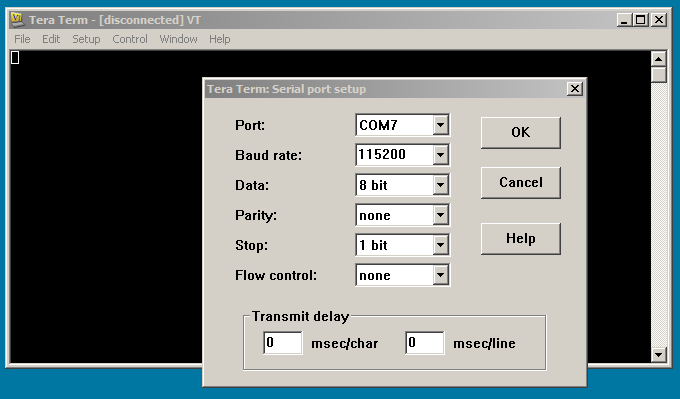 Tera Term - [disconnected] VT
File Edit Setup Control Window Help
Tera Term: Serial port setup
Port: COM7
OK
Baud rate: 115200
Data: 8 bit
Cancel
Parity: none
Stop: 1 bit
Help
Flow control: none
Transmit delay
0 msec/char 0 msec/line